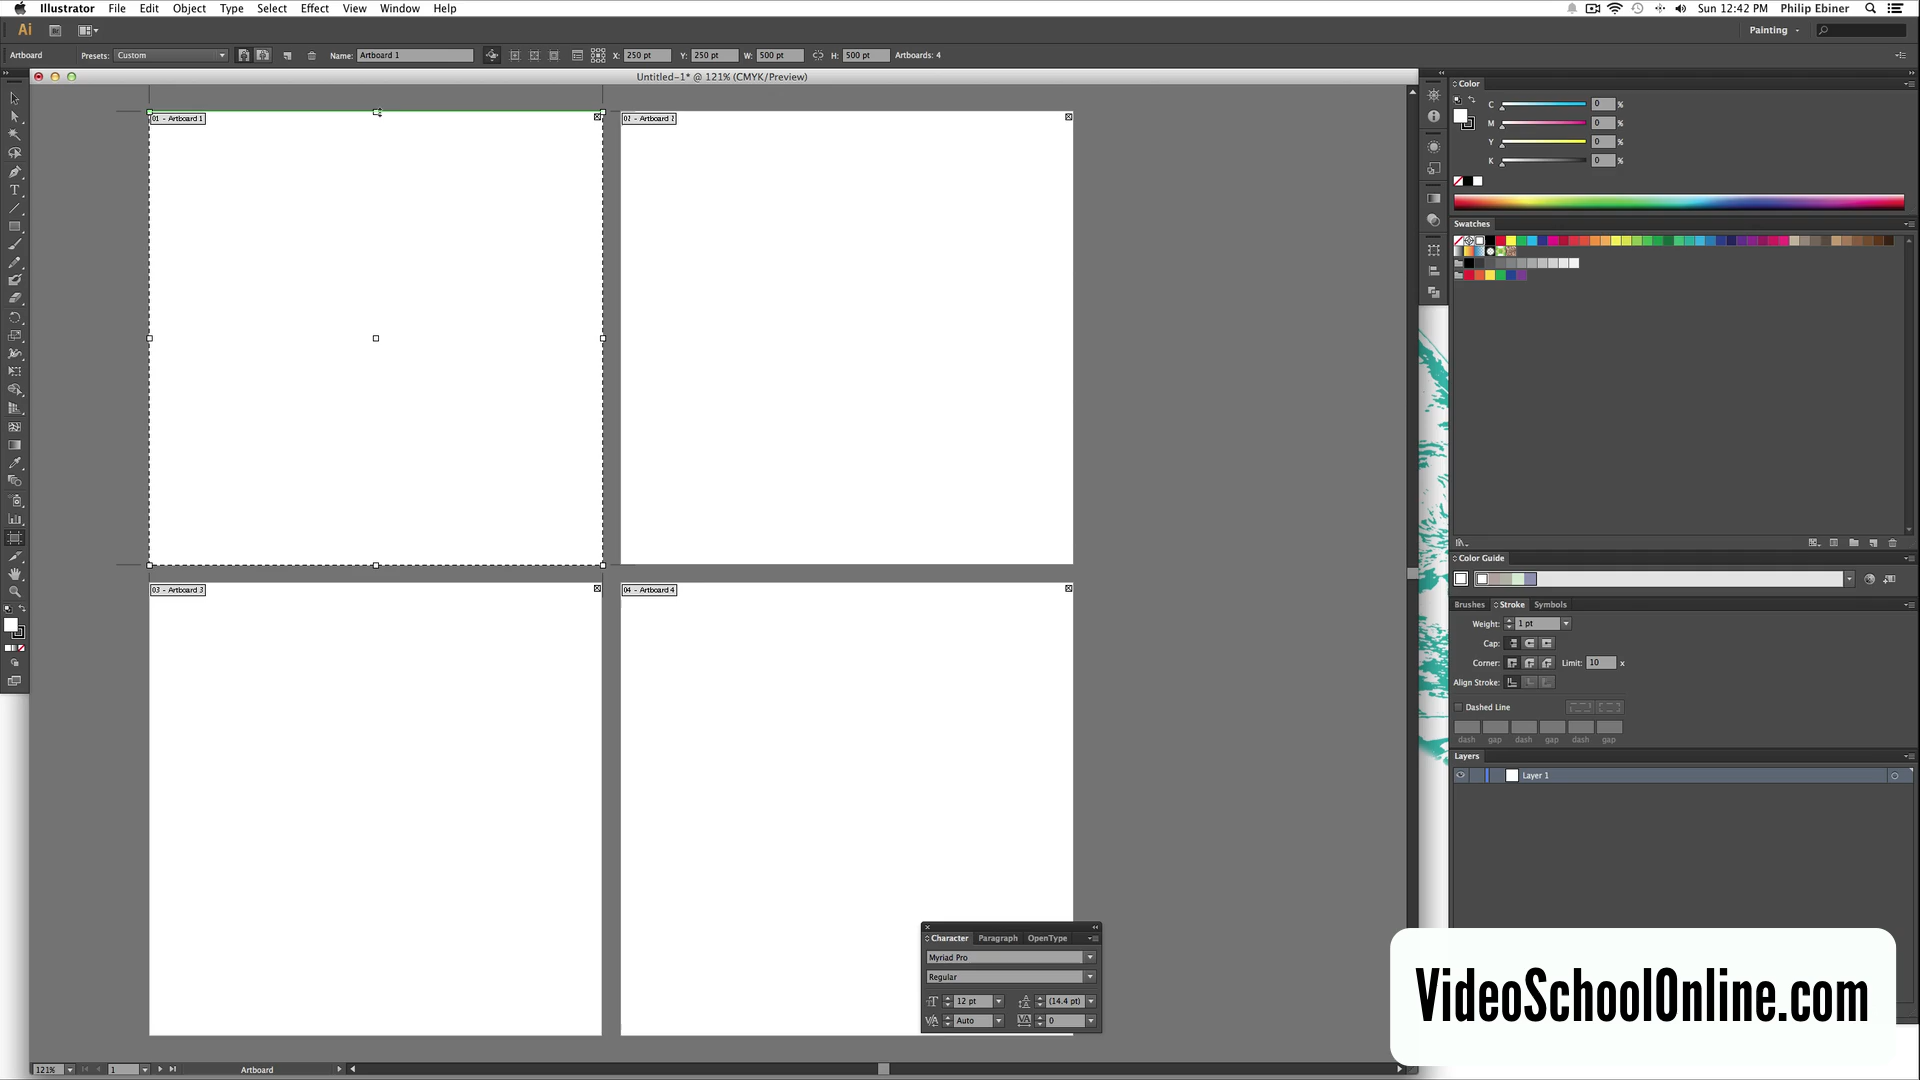 Illustrator File Edit Object Type Select Effect View Window Help Sun 12:42 PM Philip Ebiner
Ai Painting
Artboard Presets: Custom Name: Artboard 1 X: 250 pt Y: 250 pt W: 500 pt H: 500 pt Artboards: 4
Untitled-1* @ 121% (CMYK/Preview)
01 - Artboard 1
02 - Artboard 2
03 - Artboard 3
04 - Artboard 4
Color
C 0 %
M 0 %
Y 0 %
K 0 %
Swatches
Color Guide
Brushes Stroke Symbols
Weight: 1 pt
Cap:
Corner: Limit: 10 x
Align Stroke:
Dashed Line
dash gap dash gap dash gap
Layers
Layer 1
Character Paragraph OpenType
Myriad Pro
Regular
12 pt (14.4 pt)
Auto 0
VideoSchoolOnline.com
121% 1 Artboard